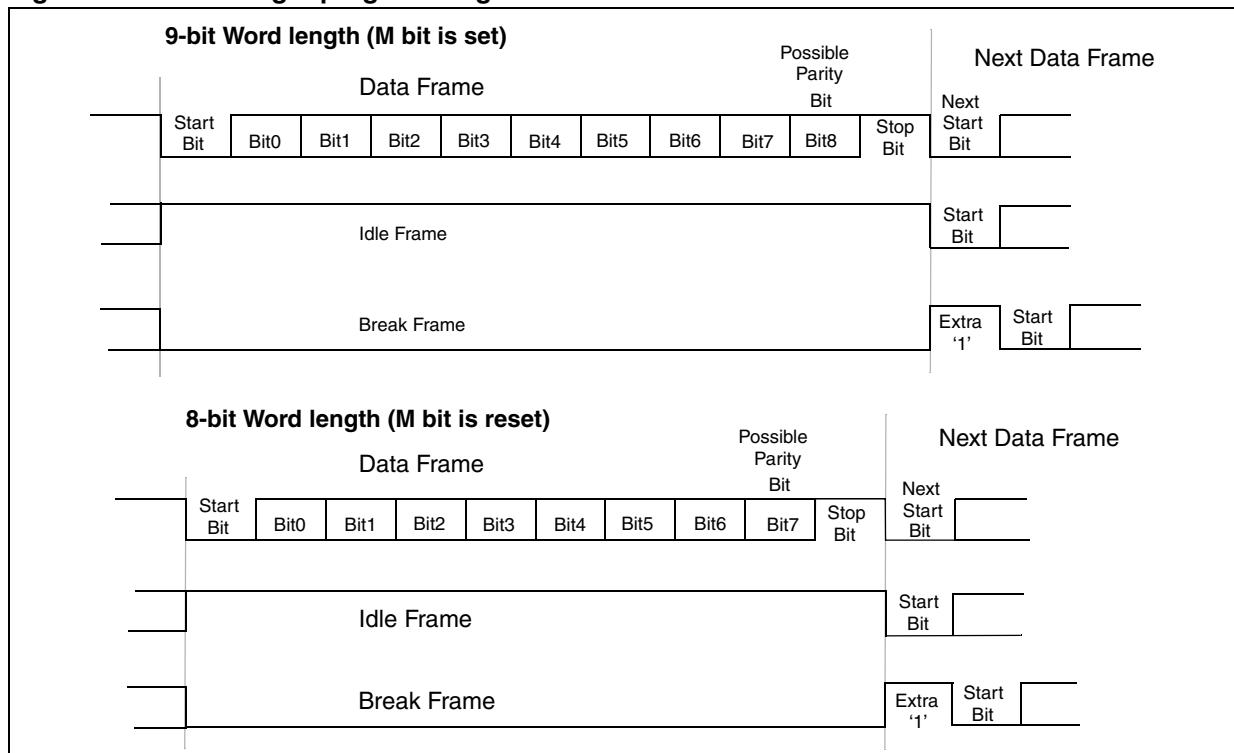 9-bit Word length (M bit is set)
Possible
Parity
Bit
Next Data Frame
Data Frame
Start
Bit
Bit0
Bit1
Bit2
Bit3
Bit4
Bit5
Bit6
Bit7
Bit8
Stop
Bit
Next
Start
Bit
Idle Frame
Start
Bit
Break Frame
Extra
‘1’
Start
Bit
8-bit Word length (M bit is reset)
Possible
Parity
Bit
Next Data Frame
Data Frame
Start
Bit
Bit0
Bit1
Bit2
Bit3
Bit4
Bit5
Bit6
Bit7
Stop
Bit
Next
Start
Bit
Idle Frame
Start
Bit
Break Frame
Extra
‘1’
Start
Bit